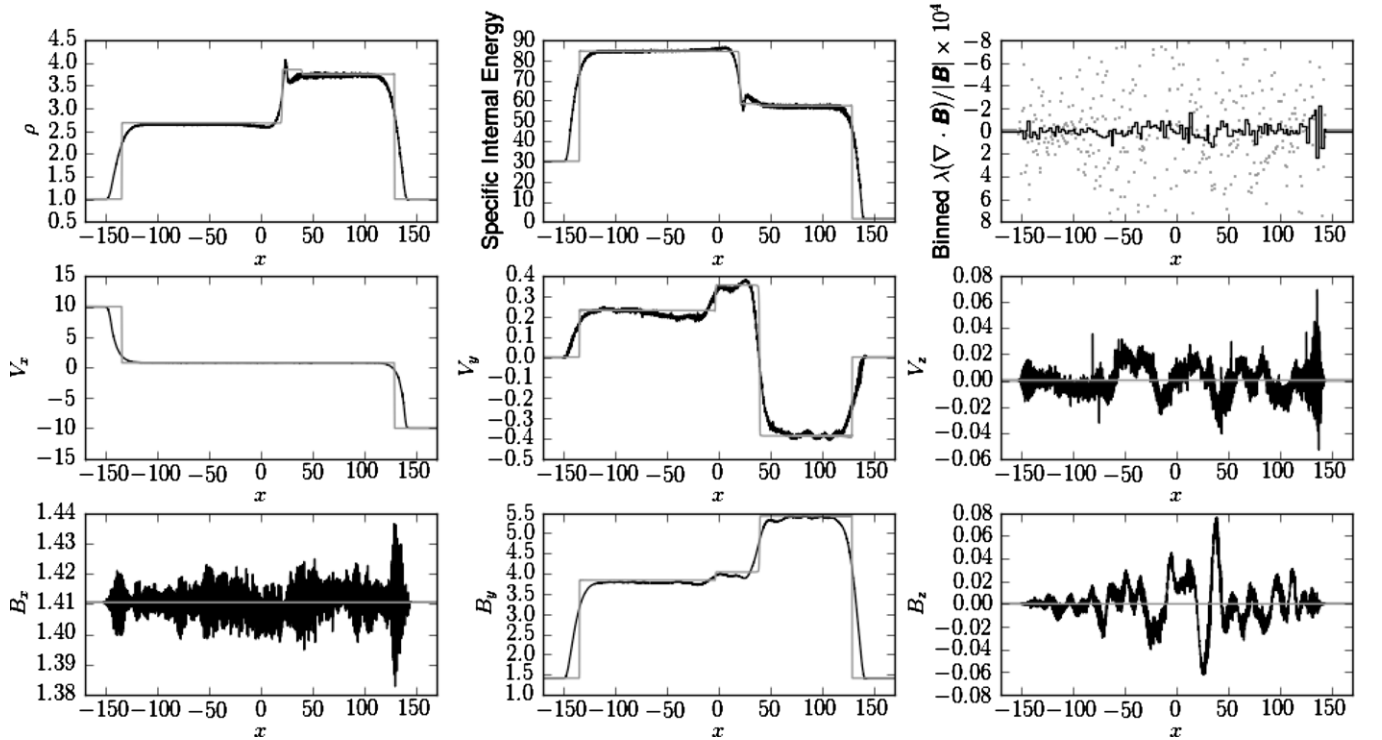 ρ
4.5
4.0
3.5
3.0
2.5
2.0
1.5
1.0
0.5
−150 −100 −50 0 50 100 150
x
Specific Internal Energy
90
80
70
60
50
40
30
20
10
0
−150 −100 −50 0 50 100 150
x
Binned λ(∇ · B)/|B| × 10⁴
−8
−6
−4
−2
0
2
4
6
8
−150 −100 −50 0 50 100 150
x
Vₓ
15
10
5
0
−5
−10
−15
−150 −100 −50 0 50 100 150
x
V_y
0.4
0.3
0.2
0.1
0.0
−0.1
−0.2
−0.3
−0.4
−0.5
−150 −100 −50 0 50 100 150
x
V_z
0.08
0.06
0.04
0.02
0.00
−0.02
−0.04
−0.06
−150 −100 −50 0 50 100 150
x
Bₓ
1.44
1.43
1.42
1.41
1.40
1.39
1.38
−150 −100 −50 0 50 100 150
x
B_y
5.5
5.0
4.5
4.0
3.5
3.0
2.5
2.0
1.5
1.0
−150 −100 −50 0 50 100 150
x
B_z
0.08
0.06
0.04
0.02
0.00
−0.02
−0.04
−0.06
−0.08
−150 −100 −50 0 50 100 150
x